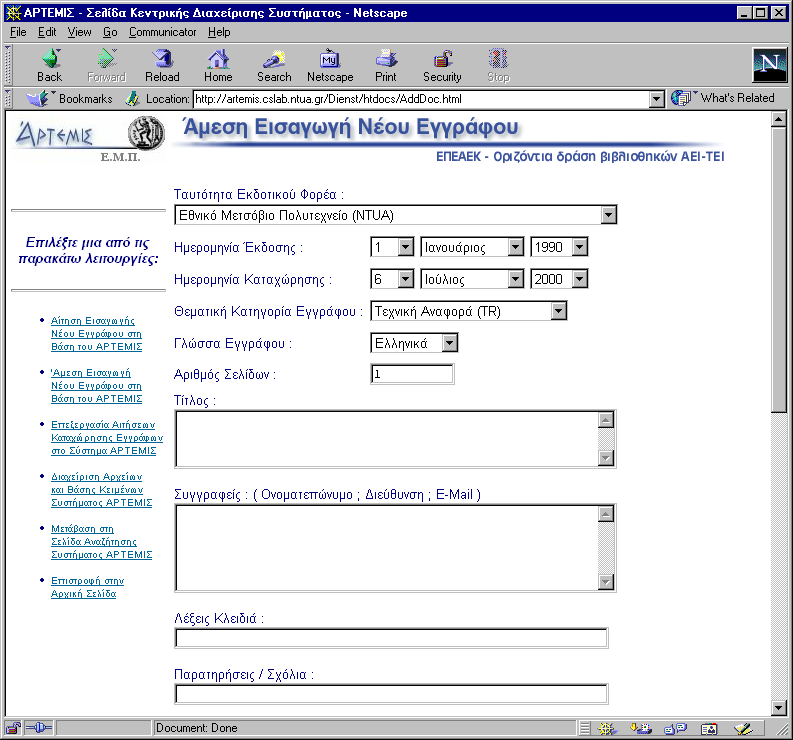 ΑΡΤΕΜΙΣ - Σελίδα Κεντρικής Διαχείρισης Συστήματος - Netscape
File Edit View Go Communicator Help
Back Forward Reload Home Search Netscape Print Security Stop
Bookmarks Location: http://artemis.cslab.ntua.gr/Dienst/htdocs/AddDoc.html What's Related
ΆΡΤΕΜΙΣ
Ε.Μ.Π.
Άμεση Εισαγωγή Νέου Εγγράφου
ΕΠΕΑΕΚ - Οριζόντια δράση βιβλιοθηκών ΑΕΙ-ΤΕΙ
Επιλέξτε μια από τις
παρακάτω λειτουργίες:
Αίτηση Εισαγωγής
Νέου Εγγράφου στη
Βάση του ΑΡΤΕΜΙΣ
'Αμεση Εισαγωγή
Νέου Εγγράφου στη
Βάση του ΑΡΤΕΜΙΣ
Επεξεργασία Αιτήσεων
Καταχώρησης Εγγράφων
στο Σύστημα ΑΡΤΕΜΙΣ
Διαχείριση Αρχείων
και Βάσης Κειμένων
Συστήματος ΑΡΤΕΜΙΣ
Μετάβαση στη
Σελίδα Αναζήτησης
Συστήματος ΑΡΤΕΜΙΣ
Επιστροφή στην
Αρχική Σελίδα
Ταυτότητα Εκδοτικού Φορέα :
Εθνικό Μετσόβιο Πολυτεχνείο (NTUA)
Ημερομηνία Έκδοσης : 1 Ιανουάριος 1990
Ημερομηνία Καταχώρησης : 6 Ιούλιος 2000
Θεματική Κατηγορία Εγγράφου : Τεχνική Αναφορά (TR)
Γλώσσα Εγγράφου : Ελληνικά
Αριθμός Σελίδων : 1
Τίτλος :
Συγγραφείς : ( Ονοματεπώνυμο ; Διεύθυνση ; E-Mail )
Λέξεις Κλειδιά :
Παρατηρήσεις / Σχόλια :
Document: Done